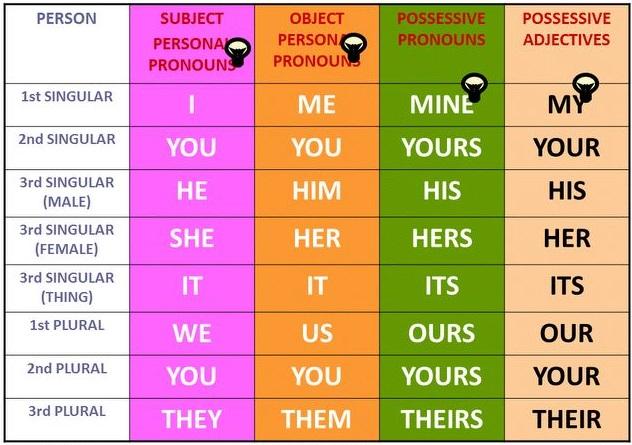 PERSON SUBJECT PERSONAL PRONOUNS OBJECT PERSONAL PRONOUNS POSSESSIVE PRONOUNS POSSESSIVE ADJECTIVES
1st SINGULAR I ME MINE MY
2nd SINGULAR YOU YOU YOURS YOUR
3rd SINGULAR (MALE) HE HIM HIS HIS
3rd SINGULAR (FEMALE) SHE HER HERS HER
3rd SINGULAR (THING) IT IT ITS ITS
1st PLURAL WE US OURS OUR
2nd PLURAL YOU YOU YOURS YOUR
3rd PLURAL THEY THEM THEIRS THEIR